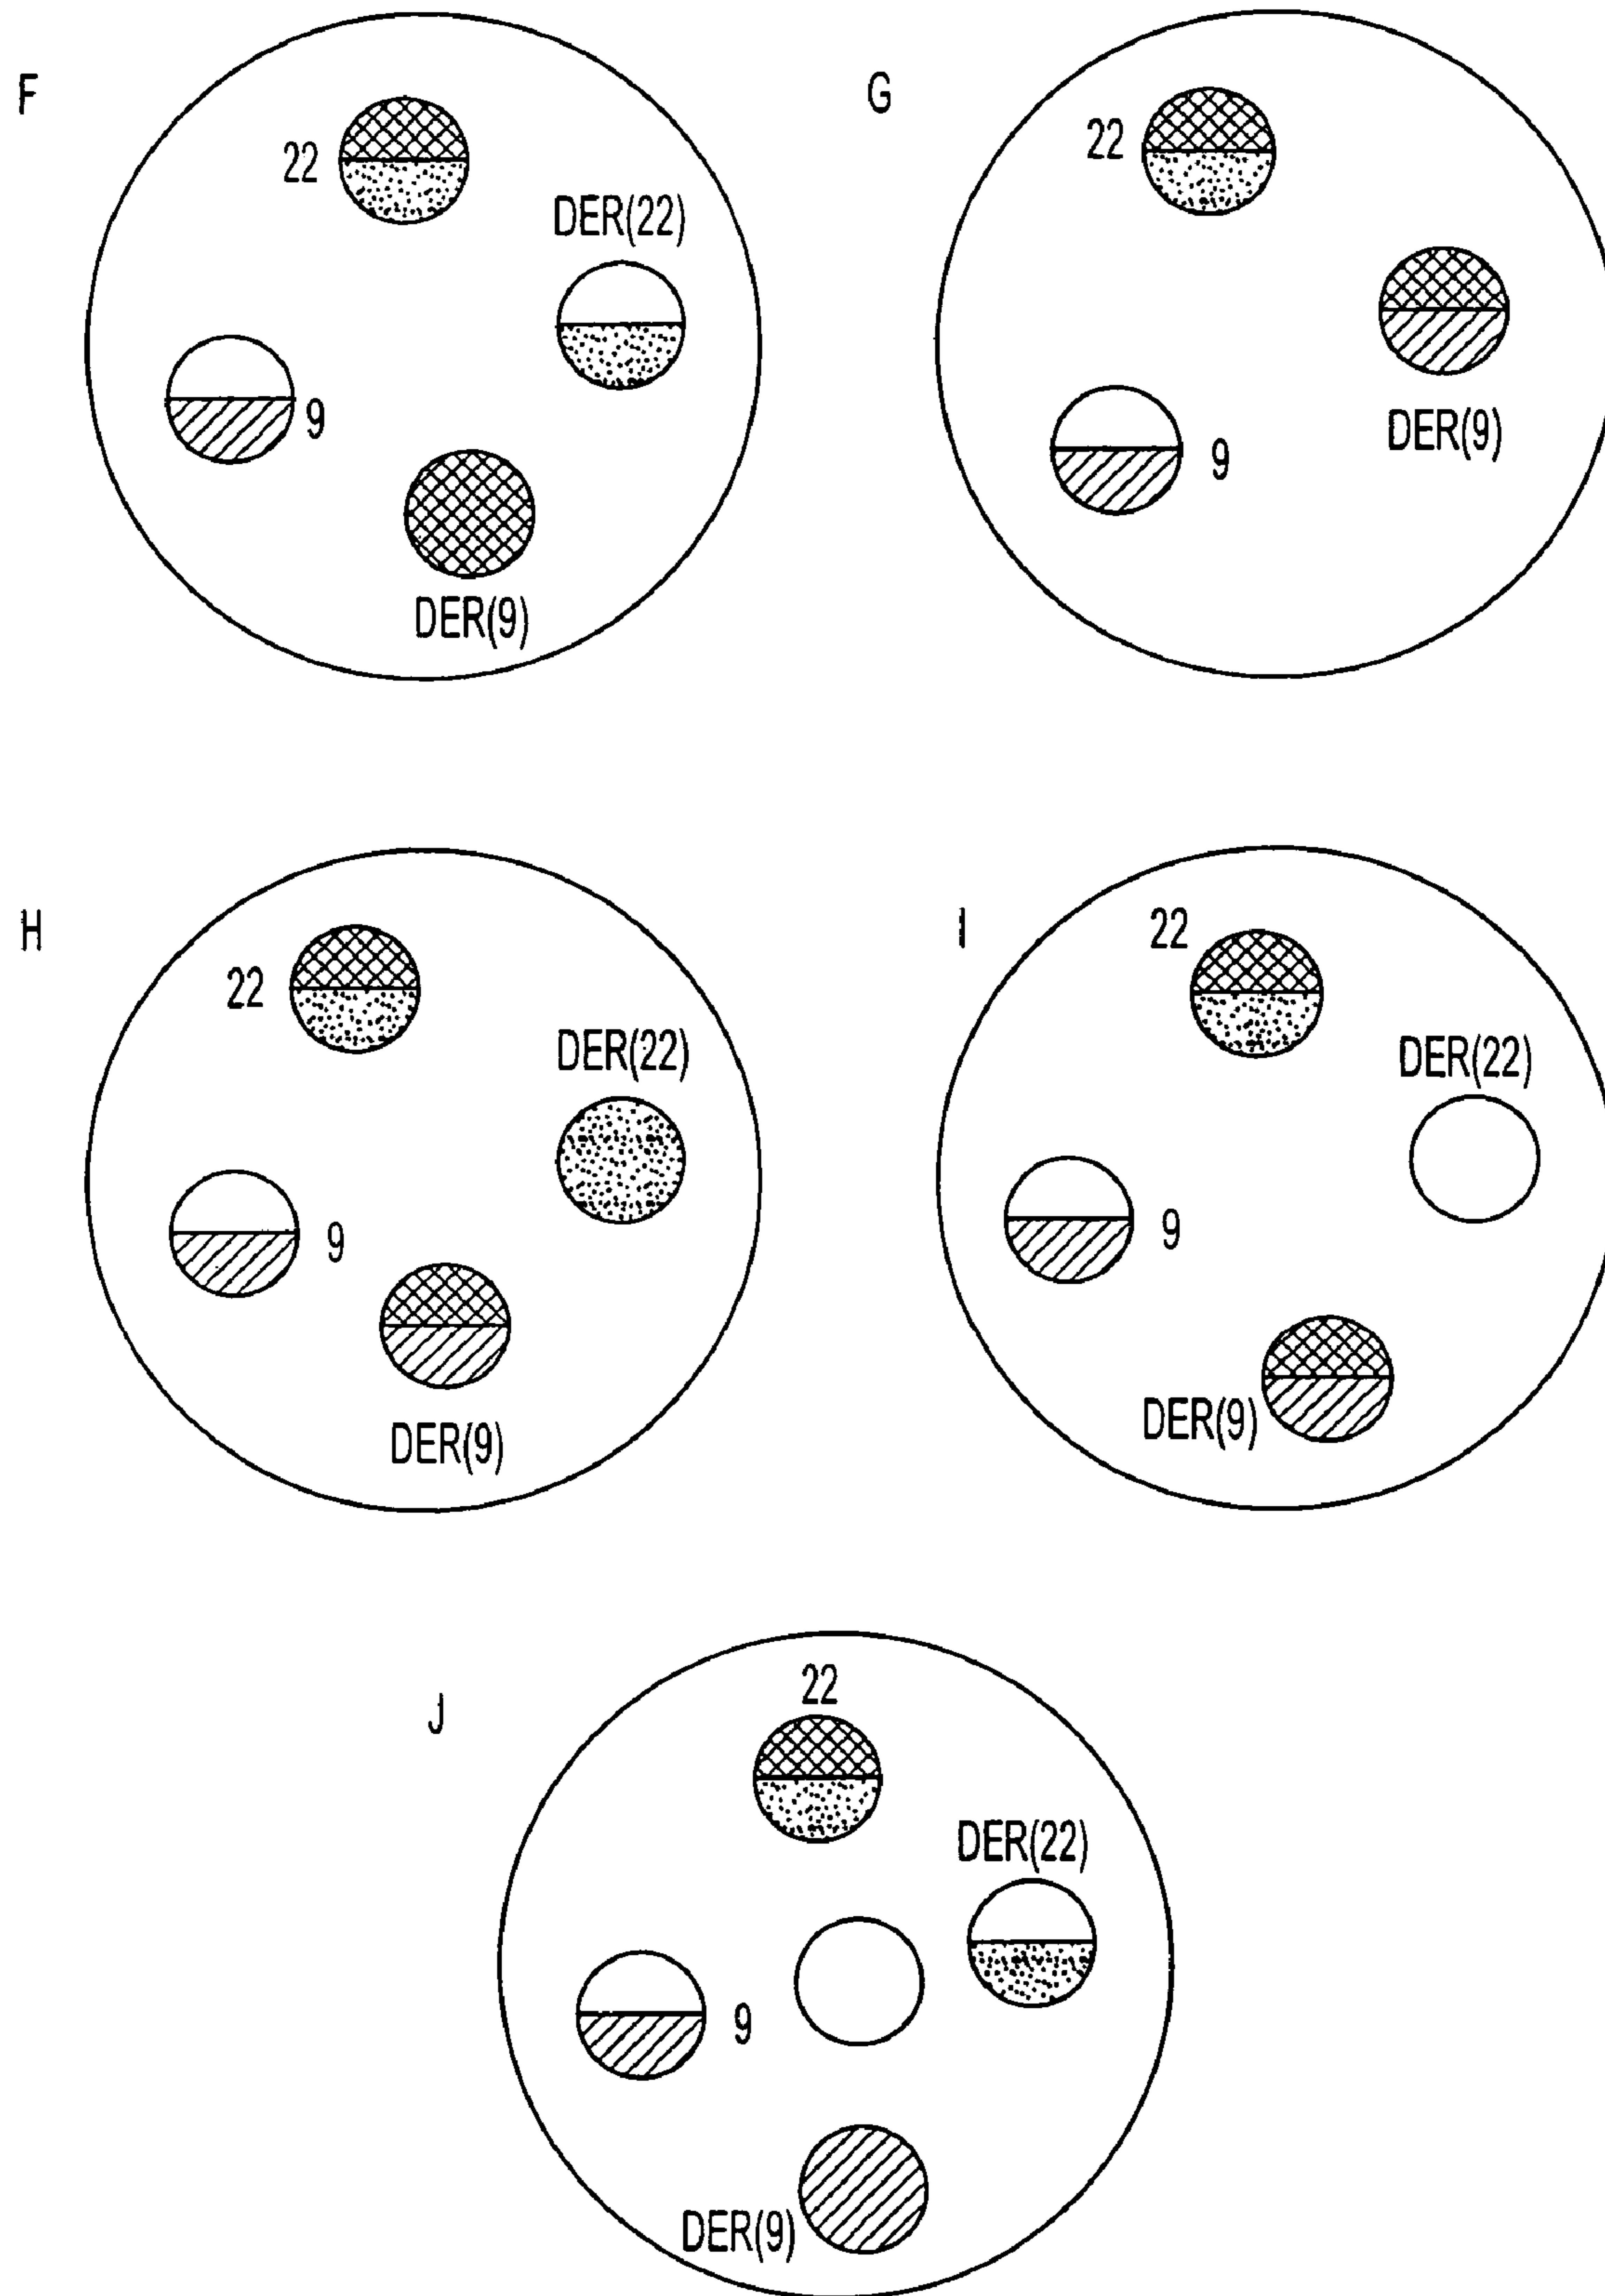 F
22
DER(22)
9
DER(9)
G
22
DER(9)
9
H
22
DER(22)
9
DER(9)
I
22
DER(22)
9
DER(9)
J
22
DER(22)
9
DER(9)